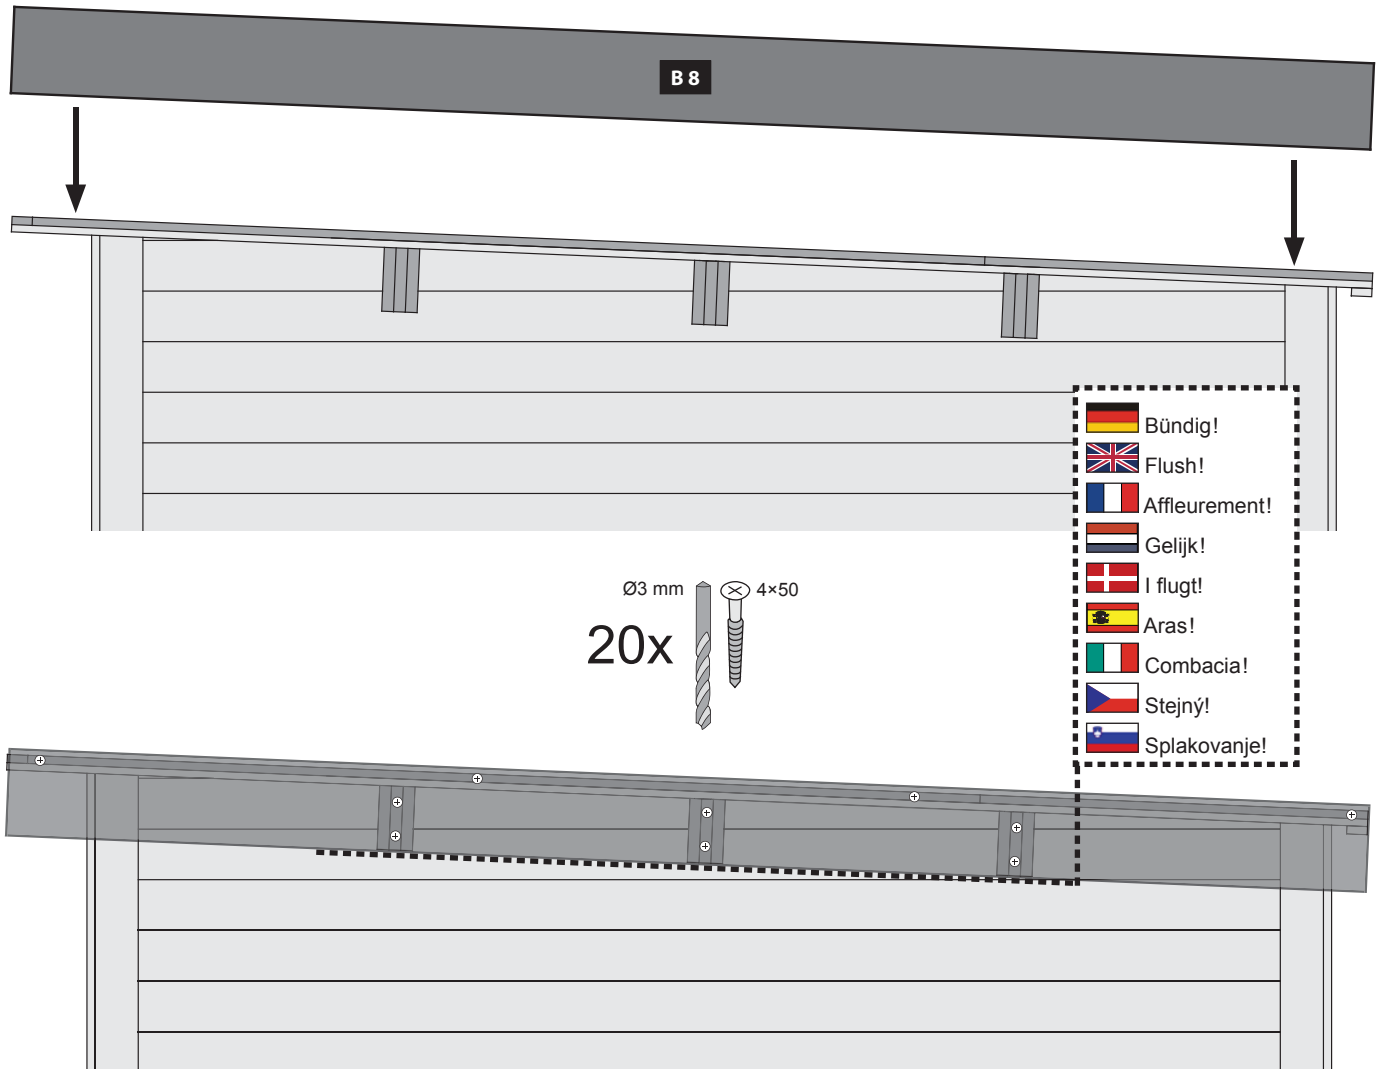 B 8
Bündig!
Flush!
Affleurement!
Gelijk!
I flugt!
Aras!
Combacia!
Stejný!
Splakovanje!
Ø3 mm 4×50
20x